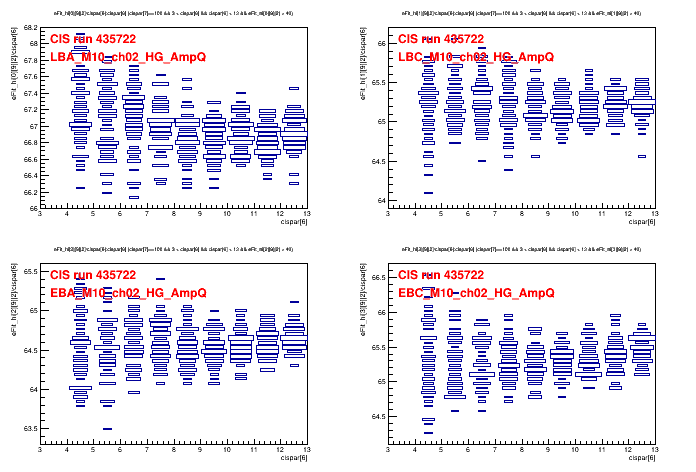 CIS run 435722
LBA_M10_ch02_HG_AmpQ
68.2
68
67.8
67.6
67.4
67.2
67
66.8
66.6
66.4
66.2
66
3 4 5 6 7 8 9 10 11 12 13
cispar[6]
CIS run 435722
LBC_M10_ch02_HG_AmpQ
66
65.5
65
64.5
64
3 4 5 6 7 8 9 10 11 12 13
cispar[6]
CIS run 435722
EBA_M10_ch02_HG_AmpQ
65.5
65
64.5
64
63.5
3 4 5 6 7 8 9 10 11 12 13
cispar[6]
CIS run 435722
EBC_M10_ch02_HG_AmpQ
66.5
66
65.5
65
64.5
3 4 5 6 7 8 9 10 11 12 13
cispar[6]